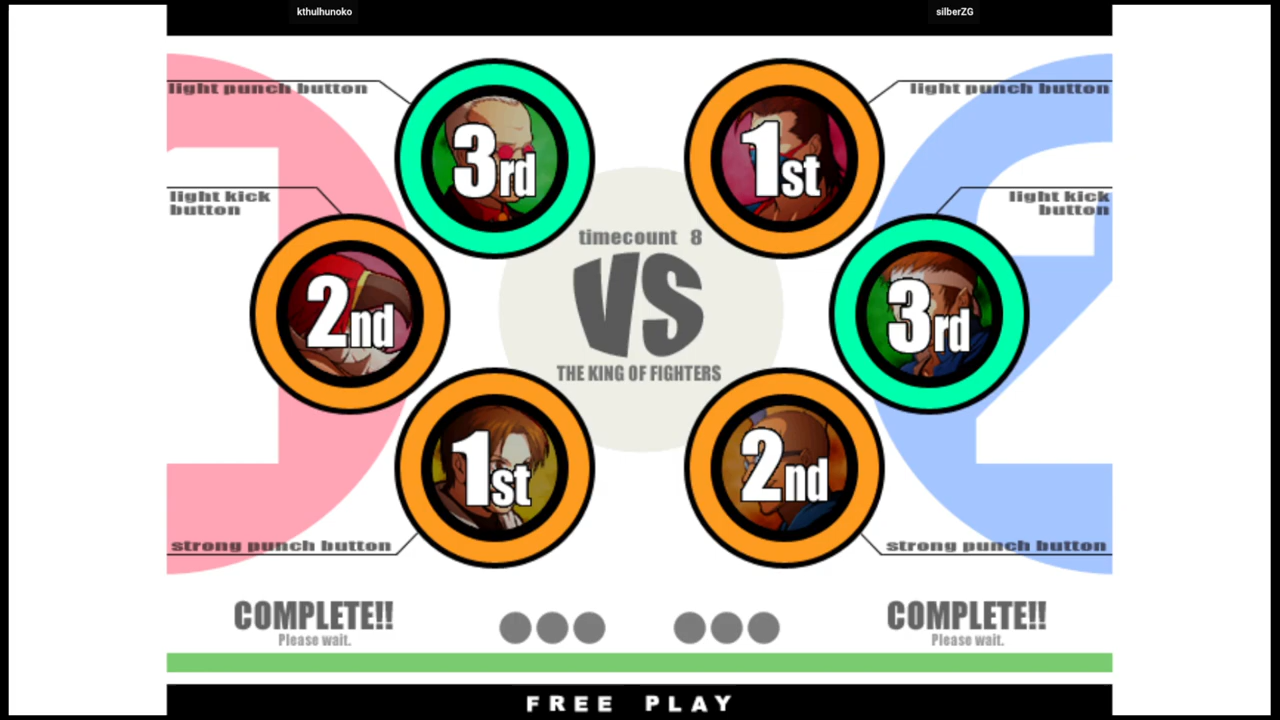 kthulhunoko
silberZG
light punch button
light punch button
3rd
1st
light kick
button
light kick
button
timecount 8
VS
THE KING OF FIGHTERS
2nd
3rd
1st
2nd
strong punch button
strong punch button
COMPLETE!!
Please wait.
COMPLETE!!
Please wait.
FREE PLAY